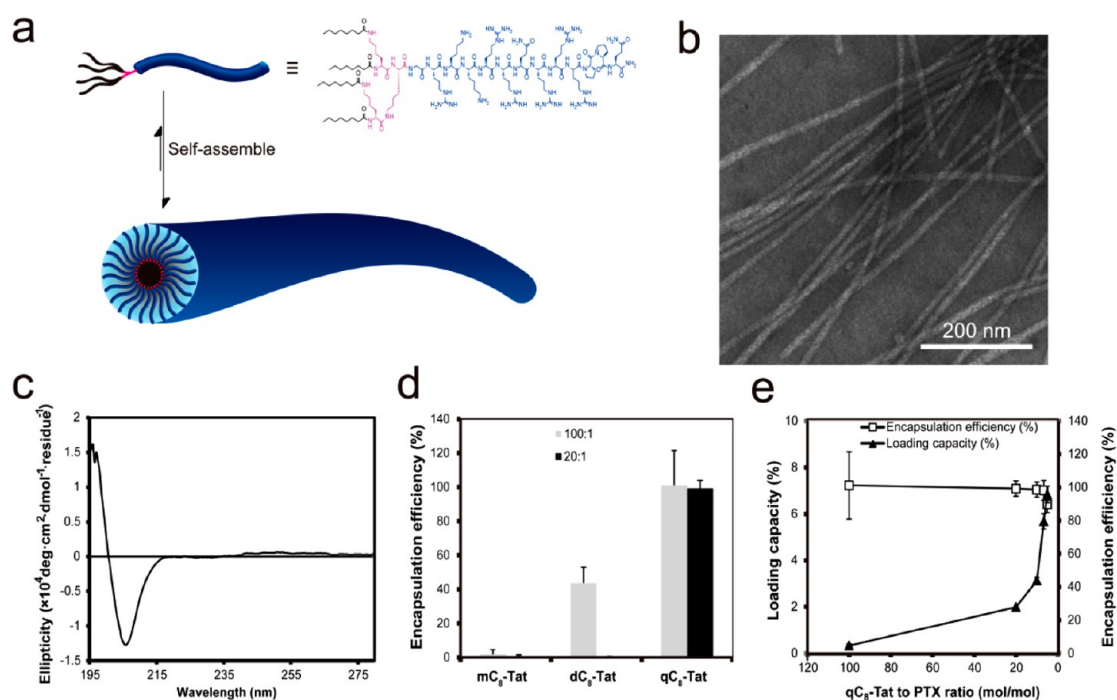 a
≡
Self-assemble
b
200 nm
c
Ellipticity (×10⁴deg·cm²·dmol⁻¹·residue⁻¹)
2
1.5
1
0.5
0
-0.5
-1
-1.5
195
215
235
255
275
Wavelength (nm)
d
Encapsulation efficiency (%)
140
120
100
80
60
40
20
0
100:1
20:1
mC₈-Tat
dC₈-Tat
qC₈-Tat
e
Loading capacity (%)
10
8
6
4
2
0
Encapsulation efficiency (%)
Loading capacity (%)
140
120
100
80
60
40
20
0
Encapsulation effiiciency (%)
120
100
80
60
40
20
0
qC₈-Tat to PTX ratio (mol/mol)